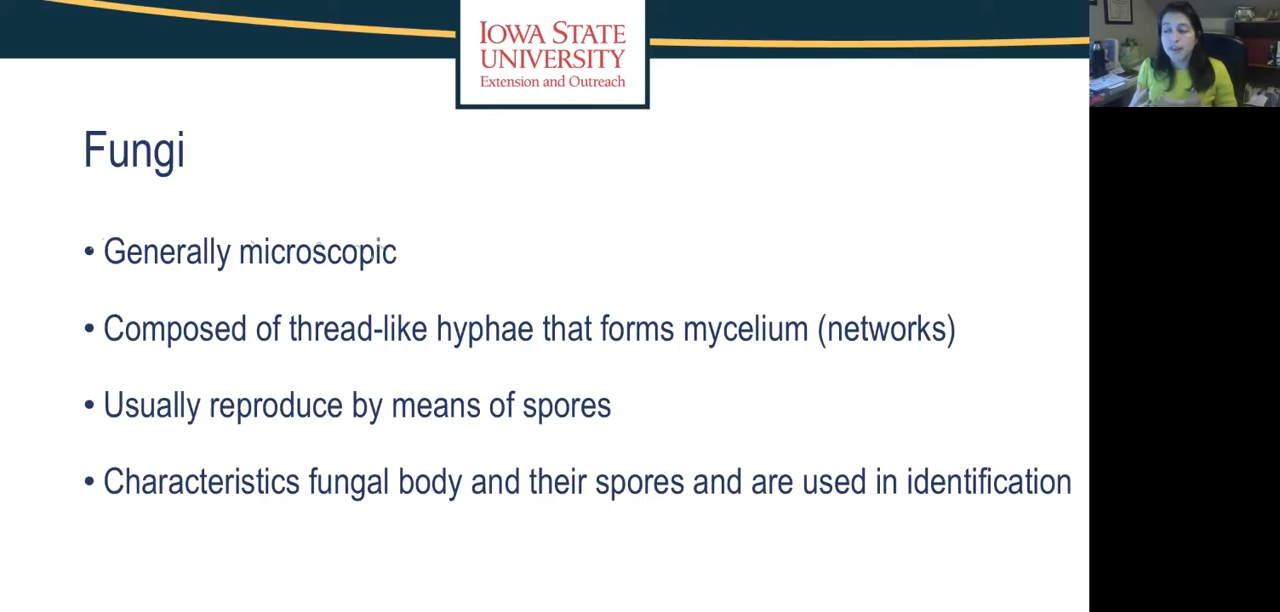 IOWA STATE
UNIVERSITY
Extension and Outreach
Fungi
• Generally microscopic
• Composed of thread-like hyphae that forms mycelium (networks)
• Usually reproduce by means of spores
• Characteristics fungal body and their spores and are used in identification